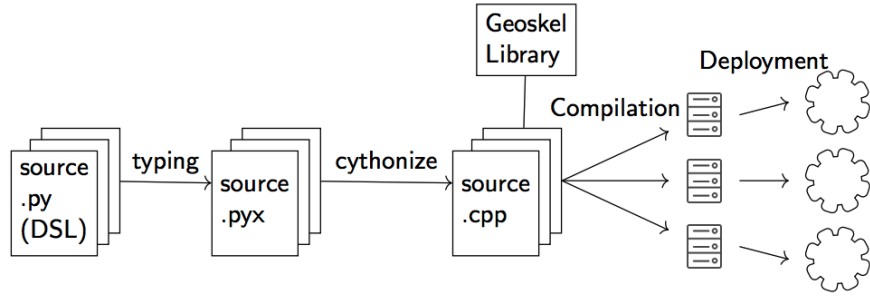 Geoskel
Library
Deployment
Compilation
typing
cythonize
source
.py
(DSL)
source
.pyx
source
.cpp